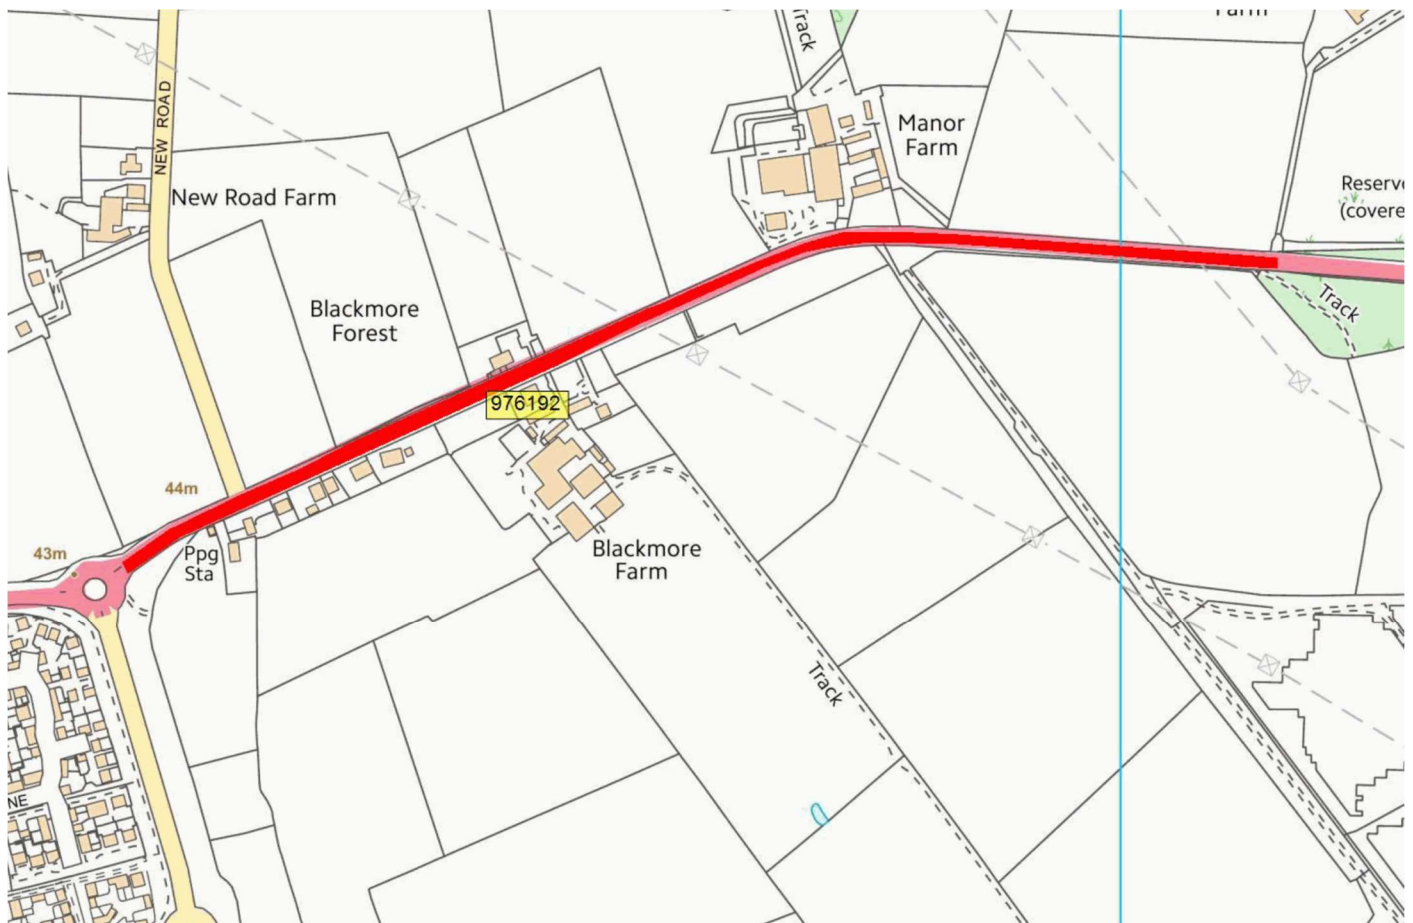 Track
Farm
NEW ROAD
Manor
Farm
New Road Farm
Reserv
(covere
Blackmore
Forest
Track
976192
44m
43m
Ppg
Sta
Blackmore
Farm
Track
NE